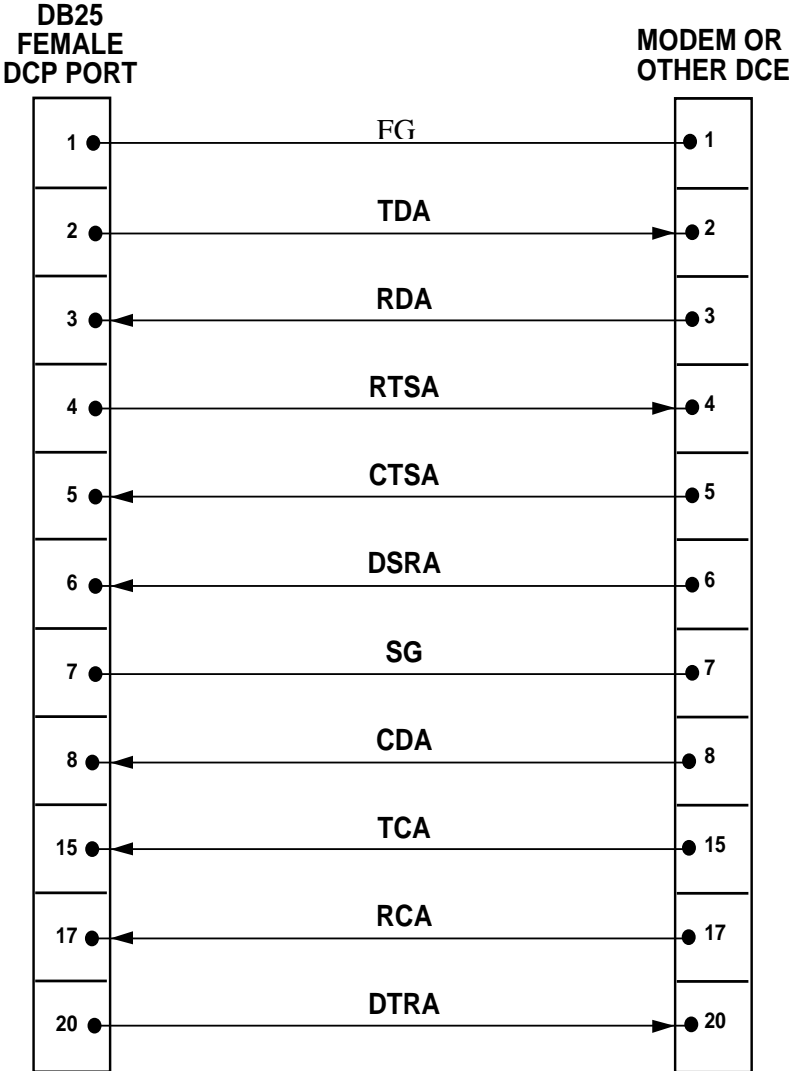 DB25
FEMALE
DCP PORT
MODEM OR
OTHER DCE
1 FG 1
2 TDA 2
3 RDA 3
4 RTSA 4
5 CTSA 5
6 DSRA 6
7 SG 7
8 CDA 8
15 TCA 15
17 RCA 17
20 DTRA 20